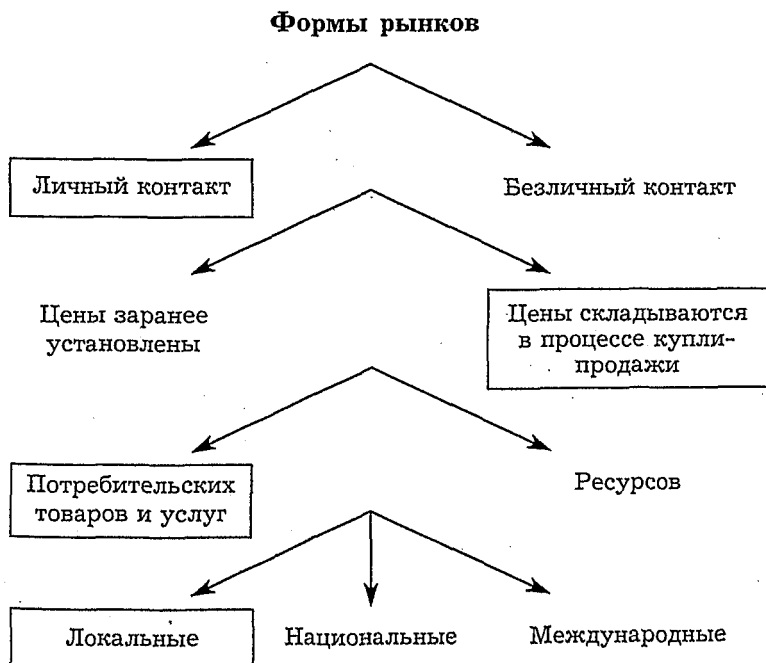 Формы рынков
Личный контакт
Безличный контакт
Цены заранее
установлены
Цены складываются
в процессе купли-
продажи
Потребительских
товаров и услуг
Ресурсов
Локальные
Национальные
Международные